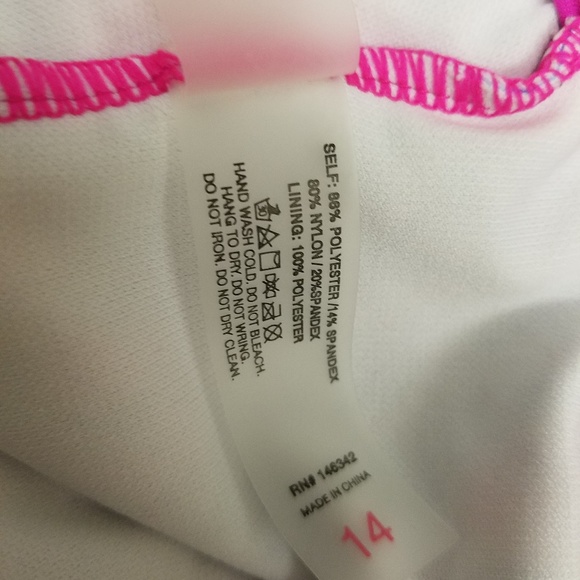 SELF: 86% POLYESTER /14% SPANDEX
80% NYLON / 20%SPANDEX
LINING: 100% POLYESTER
30
HAND WASH COLD. DO NOT BLEACH.
HANG TO DRY. DO NOT WRING.
DO NOT IRON. DO NOT DRY CLEAN.
RN# 146342
MADE IN CHINA
14